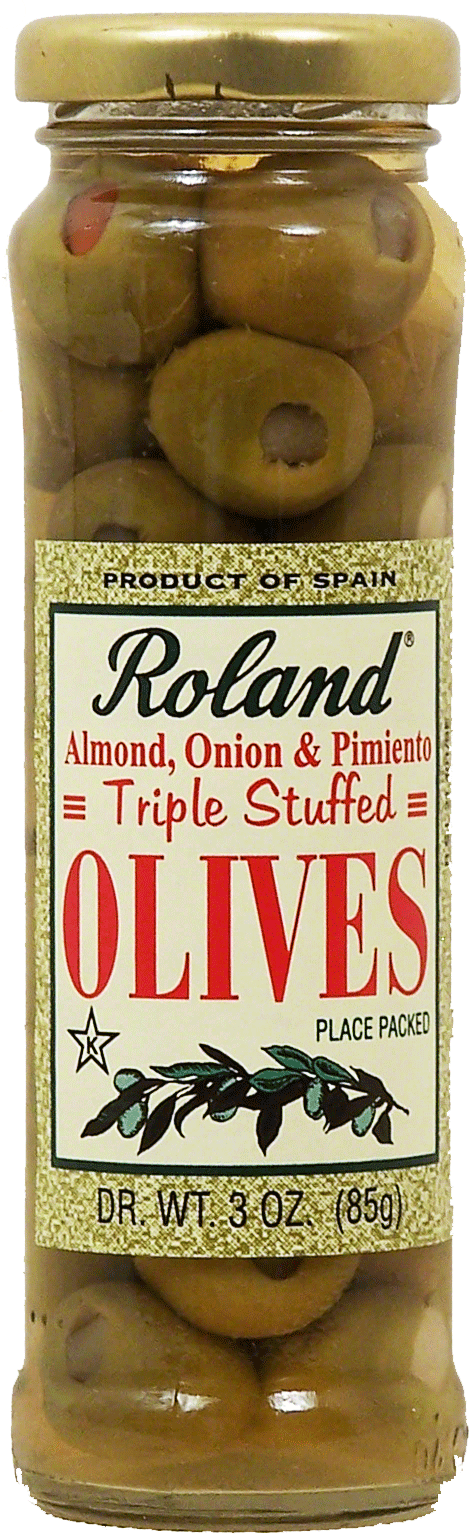 PRODUCT OF SPAIN
Roland®
Almond, Onion & Pimiento
Triple Stuffed
OLIVES
PLACE PACKED
K
DR. WT. 3 OZ. (85g)